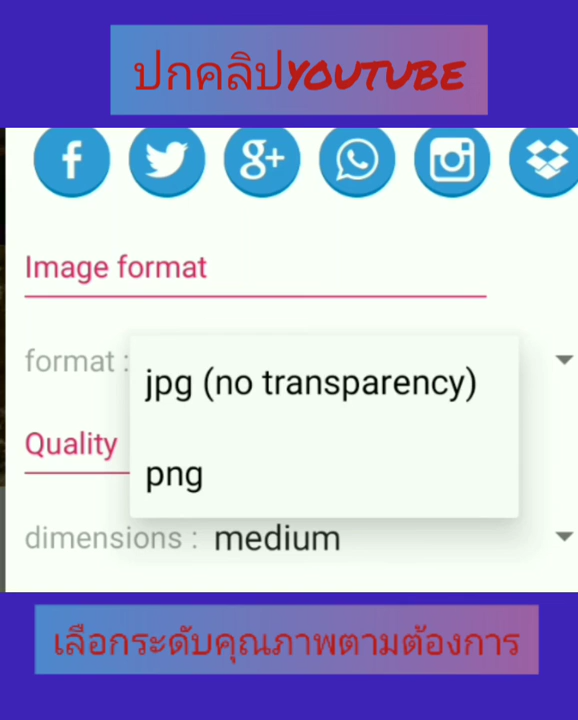 ปกคลิปYOUTUBE
f 8+
Image format
format :
jpg (no transparency)
Quality
png
dimensions : medium
เลือกระดับคุณภาพตามต้องการ